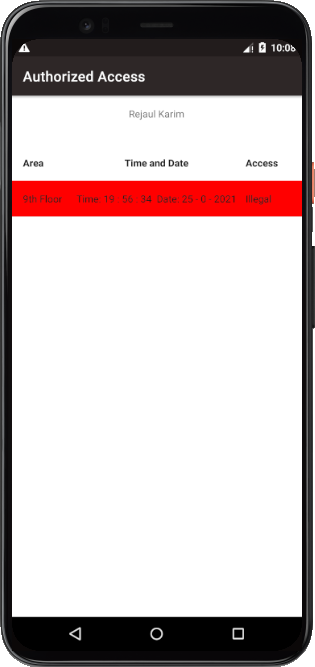 10:08
Authorized Access
Rejaul Karim
Area Time and Date Access
9th Floor Time: 19 : 56 : 34 Date: 25 : 0 : 2021 Illegal